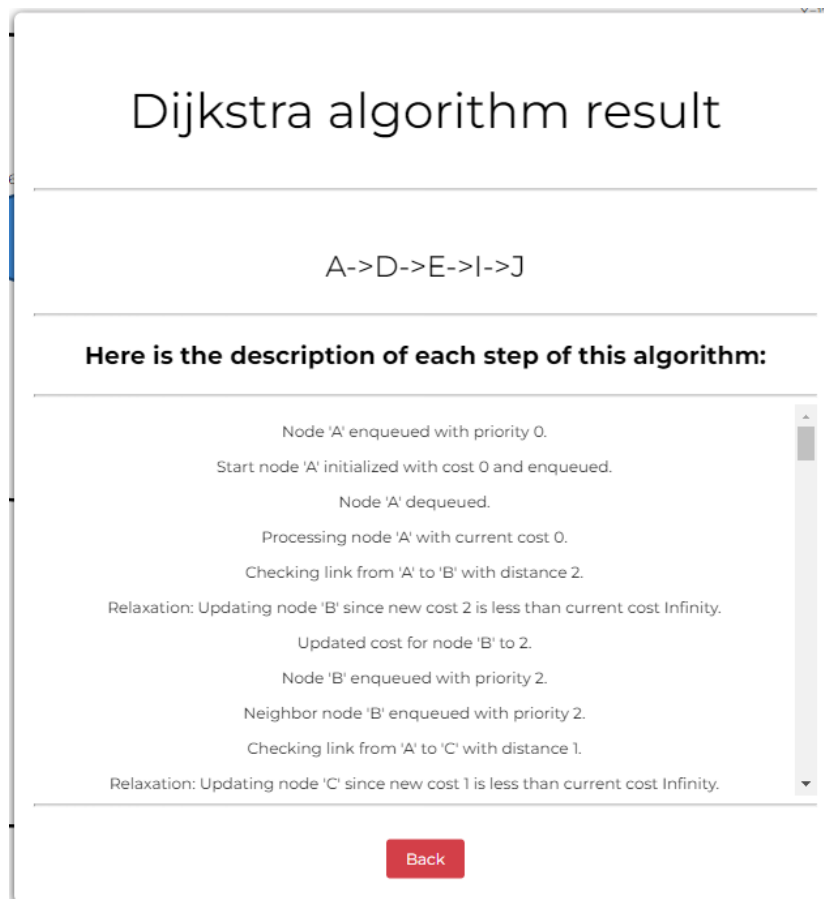 Dijkstra algorithm result
A->D->E->I->J
Here is the description of each step of this algorithm:
Node 'A' enqueued with priority 0.
Start node 'A' initialized with cost 0 and enqueued.
Node 'A' dequeued.
Processing node 'A' with current cost 0.
Checking link from 'A' to 'B' with distance 2.
Relaxation: Updating node 'B' since new cost 2 is less than current cost Infinity.
Updated cost for node 'B' to 2.
Node 'B' enqueued with priority 2.
Neighbor node 'B' enqueued with priority 2.
Checking link from 'A' to 'C' with distance 1.
Relaxation: Updating node 'C' since new cost 1 is less than current cost Infinity.
Back